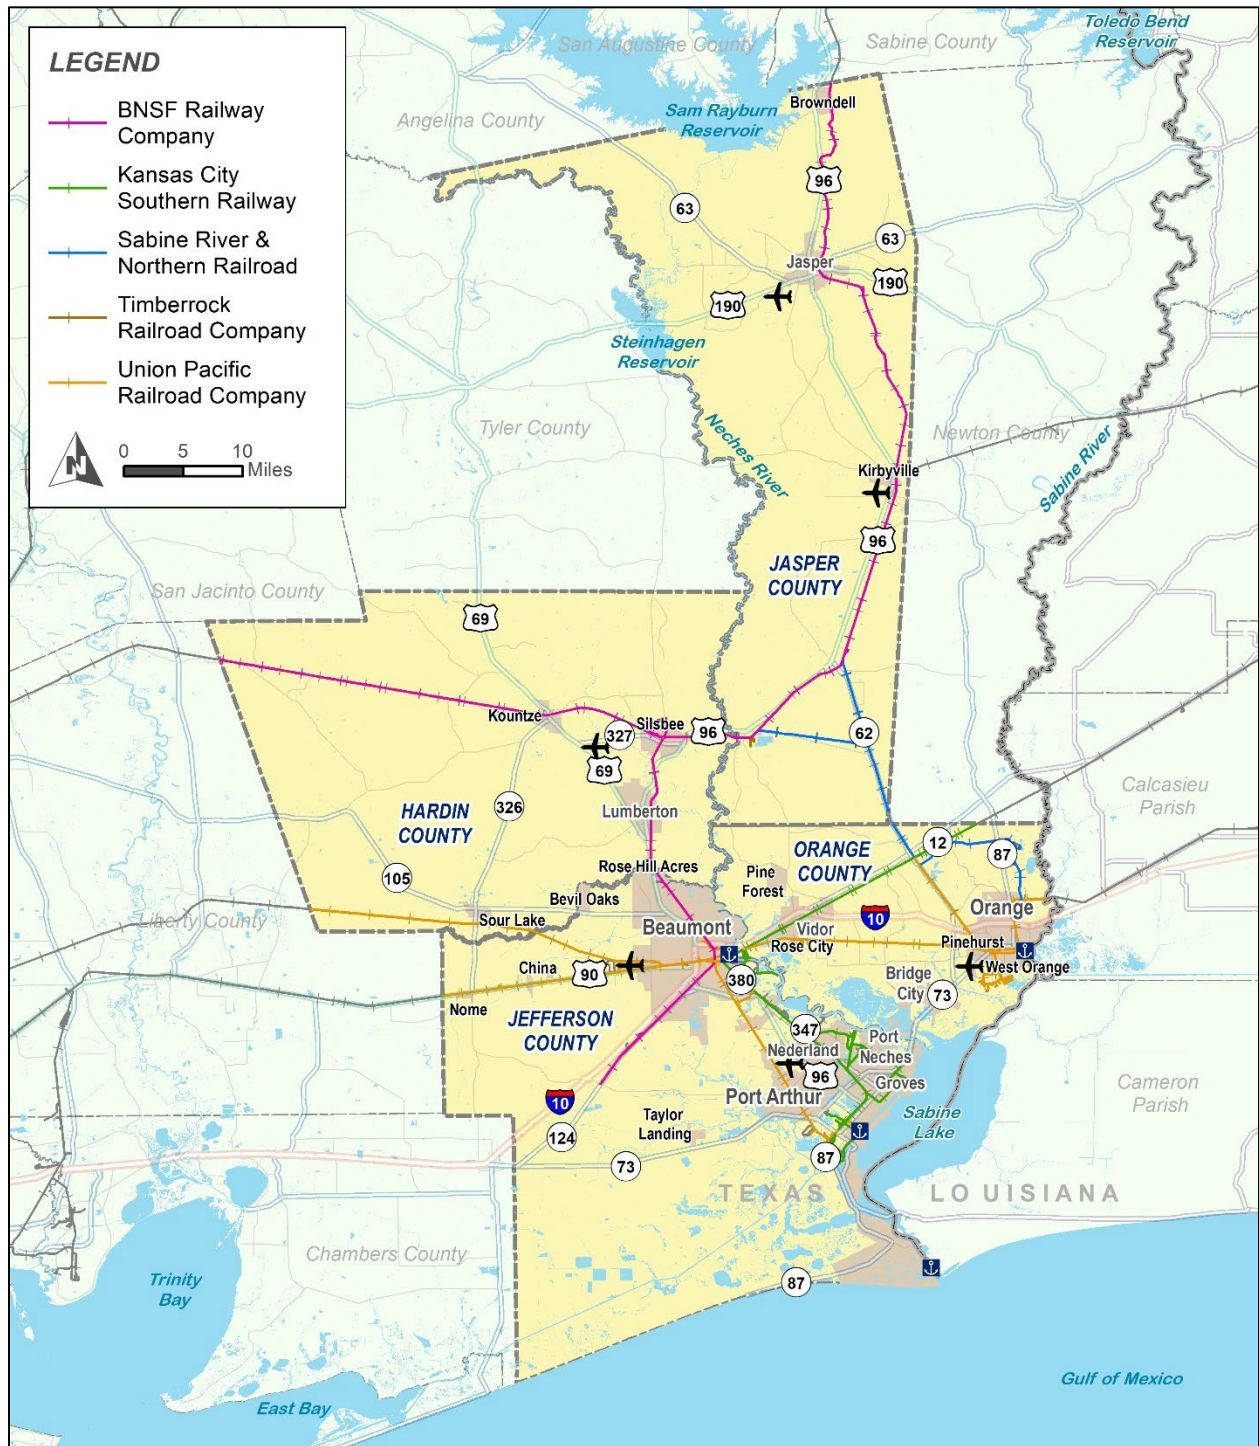 LEGEND
BNSF Railway
Company
Kansas City
Southern Railway
Sabine River &
Northern Railroad
Timberrock
Railroad Company
Union Pacific
Railroad Company
N
0 5 10
Miles
San Augustine County
Sabine County
Toledo Bend
Reservoir
Angelina County
Sam Rayburn
Reservoir
Browndell
96
63
63
Jasper
190
190
Steinhagen
Reservoir
Tyler County
Neches River
Newton County
Sabine River
Kirbyville
96
JASPER
COUNTY
San Jacinto County
69
Kountze
327
Silsbee
96
62
69
Lumberton
326
HARDIN
COUNTY
Calcasieu
Parish
12
87
ORANGE
COUNTY
Rose Hill Acres
Pine
Forest
105
Bevil Oaks
Liberty County
Sour Lake
Beaumont
10
Orange
Vidor
Rose City
Pinehurst
West Orange
China
90
380
Bridge
City
73
Nome
JEFFERSON
COUNTY
347
Port
Neches
Nederland
96
Groves
Port Arthur
10
124
Taylor
Landing
Sabine
Lake
Cameron
Parish
73
87
TEXAS
LOUISIANA
Chambers County
Trinity
Bay
87
East Bay
Gulf of Mexico